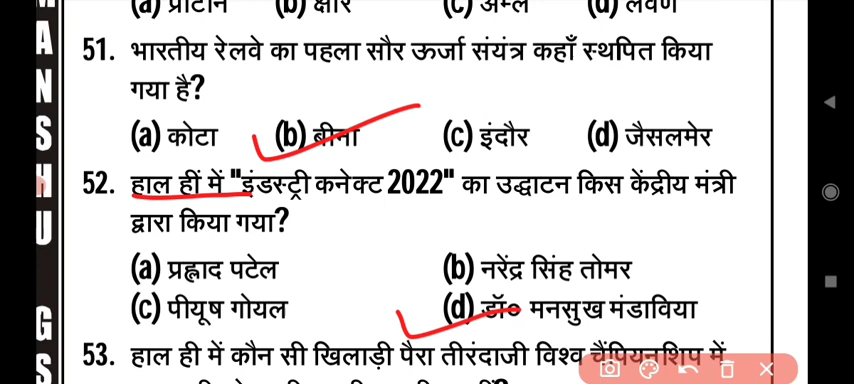 (a) प्रोटीन (b) क्षार (c) अम्ल (d) लवण
51. भारतीय रेलवे का पहला सौर ऊर्जा संयंत्र कहाँ स्थपित किया
गया है?
(a) कोटा (b) बीना (c) इंदौर (d) जैसलमेर
52. हाल हीं में "इंडस्ट्री कनेक्ट 2022" का उद्घाटन किस केंद्रीय मंत्री
द्वारा किया गया?
(a) प्रह्लाद पटेल (b) नरेंद्र सिंह तोमर
(c) पीयूष गोयल (d) डॉ० मनसुख मंडाविया
53. हाल ही में कौन सी खिलाड़ी पैरा तीरंदाजी विश्व चैंपियनशिप में
A
N
S
H
U
G
S